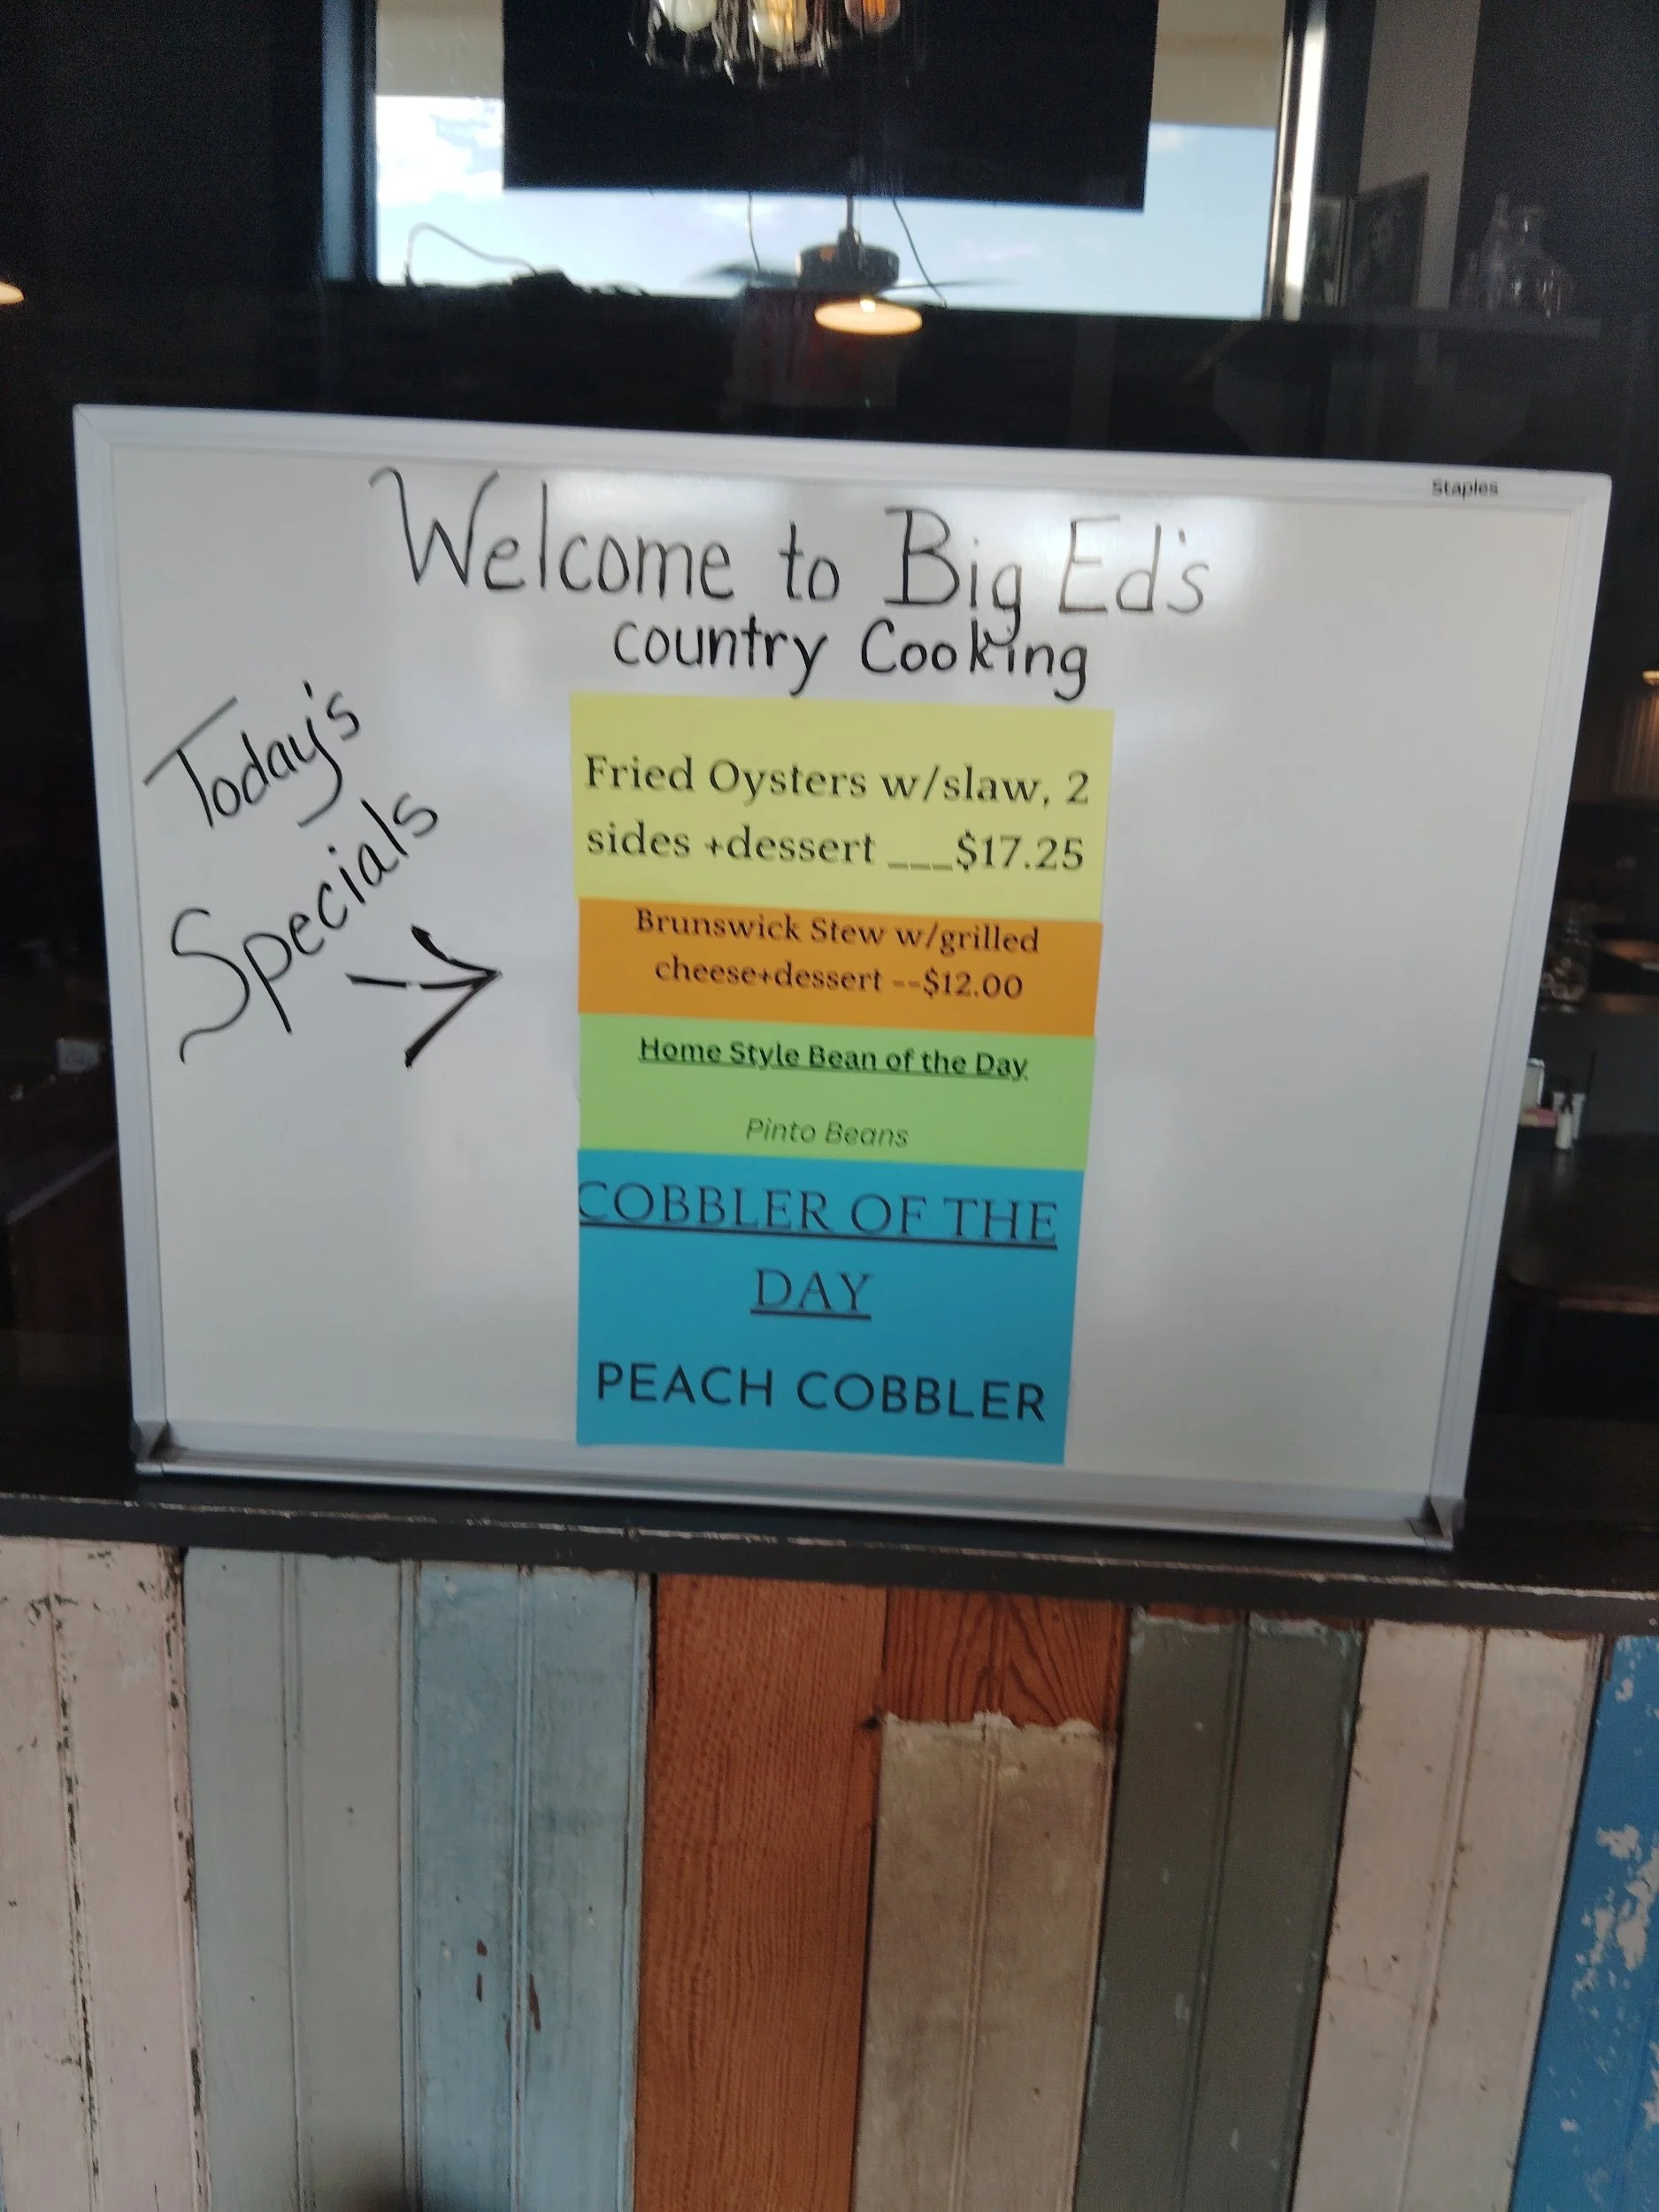 Staples
Welcome to Big Ed's
Country Cooking
Today's
Specials
Fried Oysters w/slaw, 2
sides +dessert ___$17.25
Brunswick Stew w/grilled
cheese+dessert --$12.00
Home Style Bean of the Day
Pinto Beans
COBBLER OF THE
DAY
PEACH COBBLER